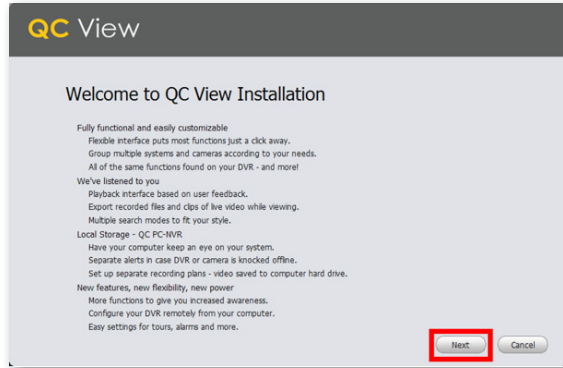 QC View
Welcome to QC View Installation
Fully functional and easily customizable
Flexible interface puts most functions just a click away.
Group multiple systems and cameras according to your needs.
All of the same functions found on your DVR - and more!
We've listened to you
Playback interface based on user feedback.
Export recorded files and clips of live video while viewing.
Multiple search modes to fit your style.
Local Storage - QC PC-NVR
Have your computer keep an eye on your system.
Separate alerts in case DVR or camera is knocked offline.
Set up separate recording plans - video saved to computer hard drive.
New features, new flexibility, new power
More functions to give you increased awareness.
Configure your DVR remotely from your computer.
Easy settings for tours, alarms and more.
Next Cancel